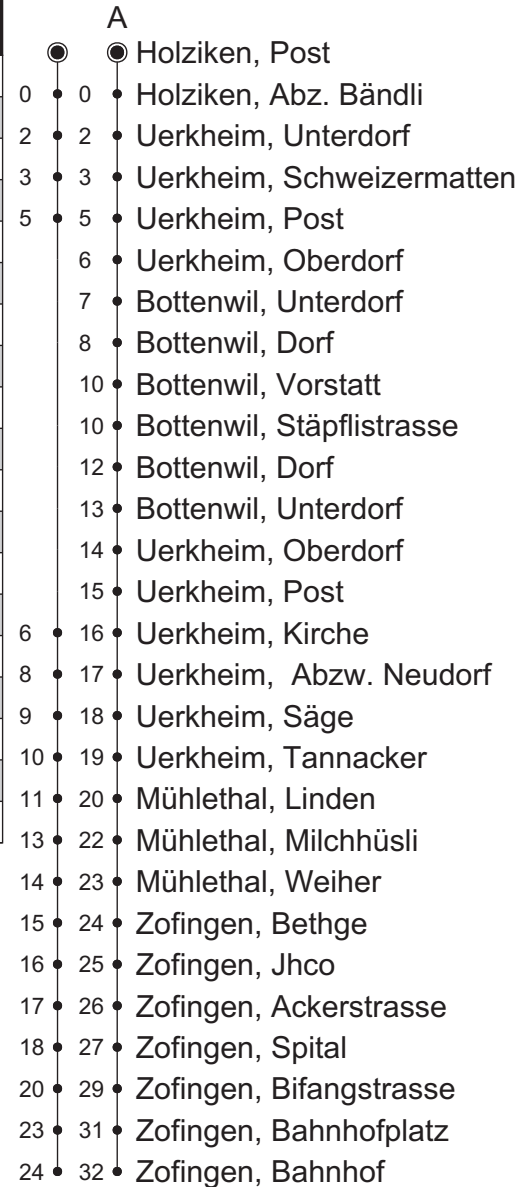 A
Holziken, Post
0 0 Holziken, Abz. Bändli
2 2 Uerkheim, Unterdorf
3 3 Uerkheim, Schweizermatten
5 5 Uerkheim, Post
6 Uerkheim, Oberdorf
7 Bottenwil, Unterdorf
8 Bottenwil, Dorf
10 Bottenwil, Vorstatt
10 Bottenwil, Stäpflistrasse
12 Bottenwil, Dorf
13 Bottenwil, Unterdorf
14 Uerkheim, Oberdorf
15 Uerkheim, Post
6 16 Uerkheim, Kirche
8 17 Uerkheim, Abzw. Neudorf
9 18 Uerkheim, Säge
10 19 Uerkheim, Tannacker
11 20 Mühlethal, Linden
13 22 Mühlethal, Milchhüsli
14 23 Mühlethal, Weiher
15 24 Zofingen, Bethge
16 25 Zofingen, Jhco
17 26 Zofingen, Ackerstrasse
18 27 Zofingen, Spital
20 29 Zofingen, Bifangstrasse
23 31 Zofingen, Bahnhofplatz
24 32 Zofingen, Bahnhof